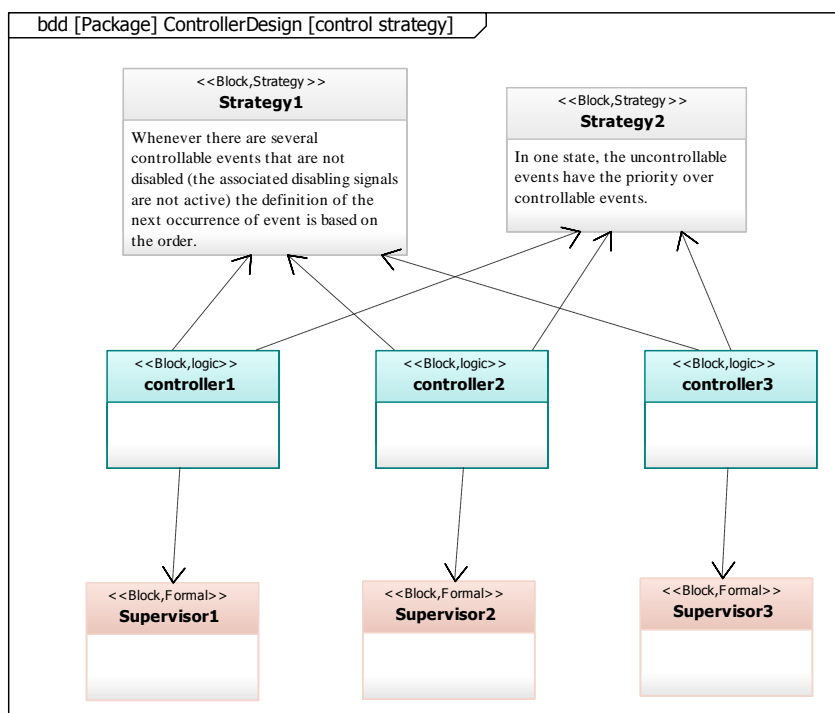 bdd [Package] ControllerDesign [control strategy]
<<Block,Strategy>>
Strategy1
Whenever there are several
controllable events that are not
disabled (the associated disabling signals
are not active) the definition of the
next occurrence of event is based on
the order.
<<Block,Strategy>>
Strategy2
In one state, the uncontrollable
events have the priority over
controllable events.
<<Block,logic>>
controller1
<<Block,logic>>
controller2
<<Block,logic>>
controller3
<<Block,Formal>>
Supervisor1
<<Block,Formal>>
Supervisor2
<<Block,Formal>>
Supervisor3